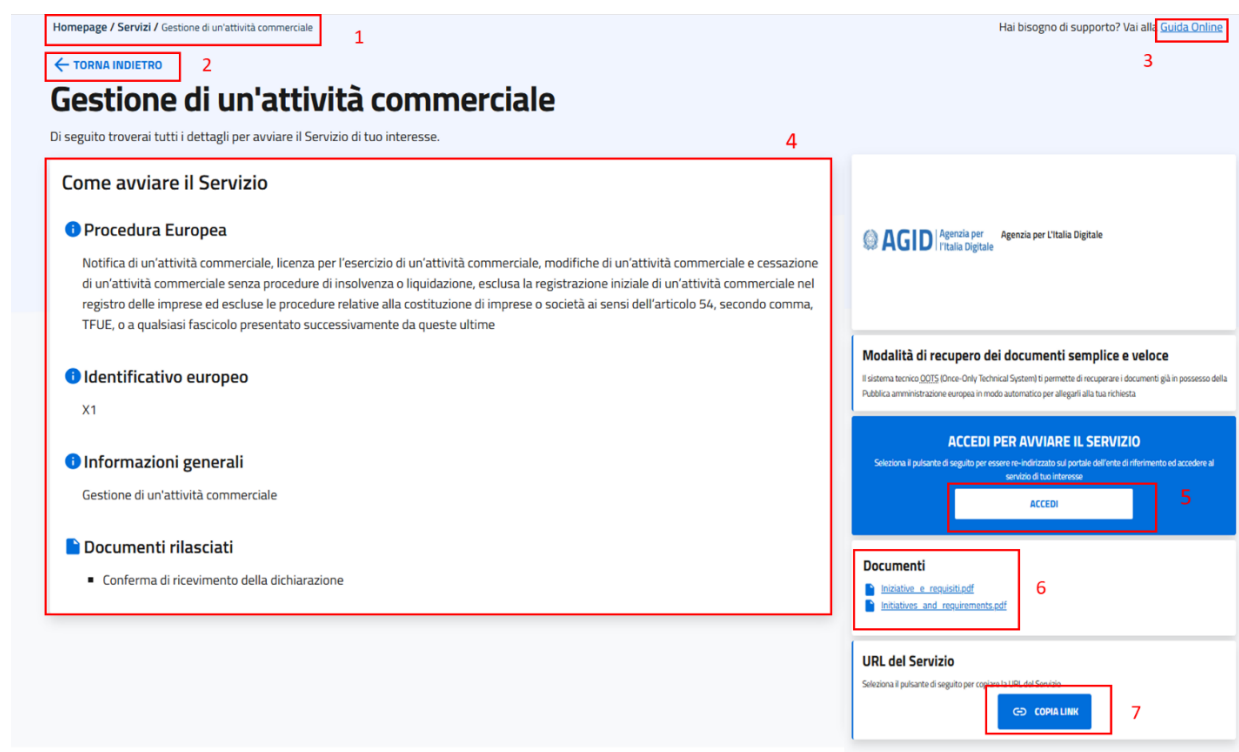 Homepage / Servizi / Gestione di un'attività commerciale
1
Hai bisogno di supporto? Vai alla Guida Online
3
TORNA INDIETRO
2
Gestione di un'attività commerciale
Di seguito troverai tutti i dettagli per avviare il Servizio di tuo interesse.
4
Come avviare il Servizio
Procedura Europea
Notifica di un'attività commerciale, licenza per l'esercizio di un'attività commerciale, modifiche di un'attività commerciale e cessazione
di un'attività commerciale senza procedure di insolvenza o liquidazione, esclusa la registrazione iniziale di un'attività commerciale nel
registro delle imprese ed escluse le procedure relative alla costituzione di imprese o società ai sensi dell'articolo 54, secondo comma,
TFUE, o a qualsiasi fascicolo presentato successivamente da queste ultime
Identificativo europeo
X1
Informazioni generali
Gestione di un'attività commerciale
Documenti rilasciati
Conferma di ricevimento della dichiarazione
AGID Agenzia per
l'Italia Digitale
Agenzia per L'Italia Digitale
Modalità di recupero dei documenti semplice e veloce
Il sistema tecnico OOTS (Once-Only Technical System) ti permette di recuperare i documenti già in possesso della
Pubblica amministrazione europea in modo automatico per allegarli alla tua richiesta
ACCEDI PER AVVIARE IL SERVIZIO
Seleziona il pulsante di seguito per essere re-indirizzato sul portale dell'ente di riferimento ed accedere al
servizio di tuo interesse
ACCEDI
5
Documenti
Iniziative_e_requisiti.pdf
Initiatives_and_requirements.pdf
6
URL del Servizio
Seleziona il pulsante di seguito per copiare la URL del Servizio
COPIA LINK
7